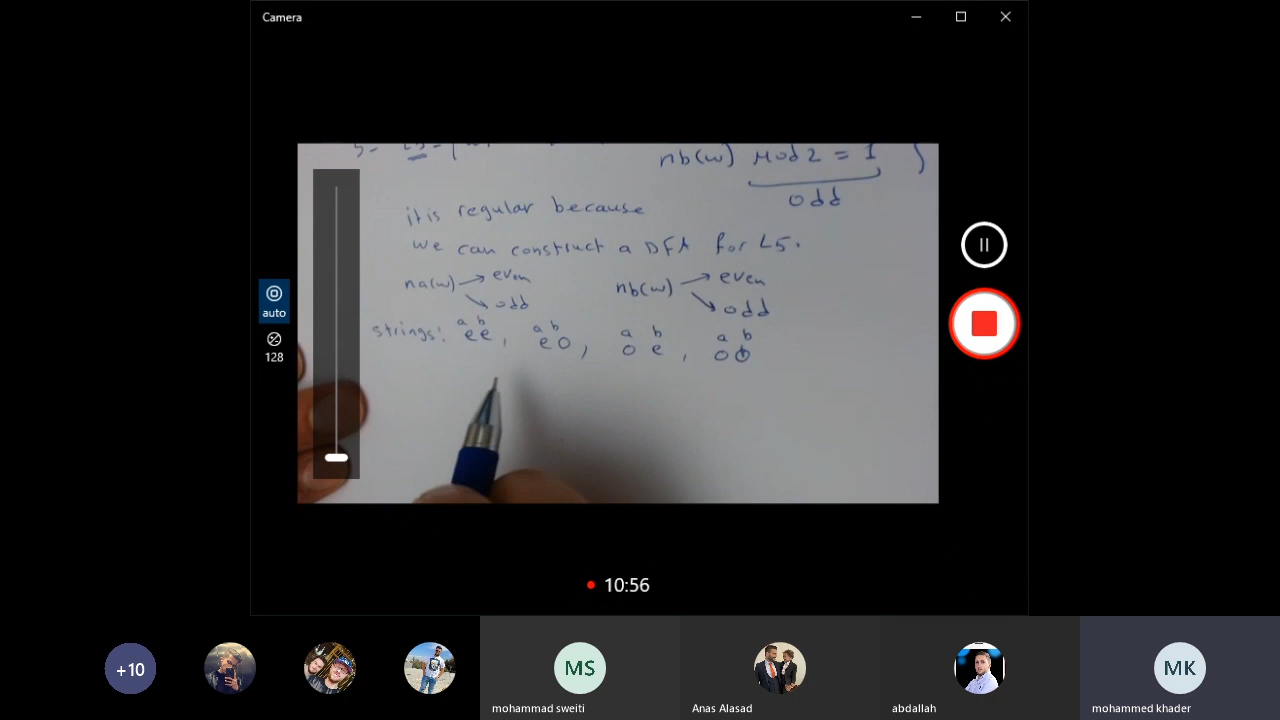 Camera
nb(w) Mod 2 = 1 }
odd
it is regular because
we can construct a DFA for L5.
na(w) → even
odd
nb(w) → even
odd
a b a b a b a b
strings: ee, eo, o e, oo
auto
128
10:56
+10
MS
MK
mohammad sweiti
Anas Alasad
abdallah
mohammed khader